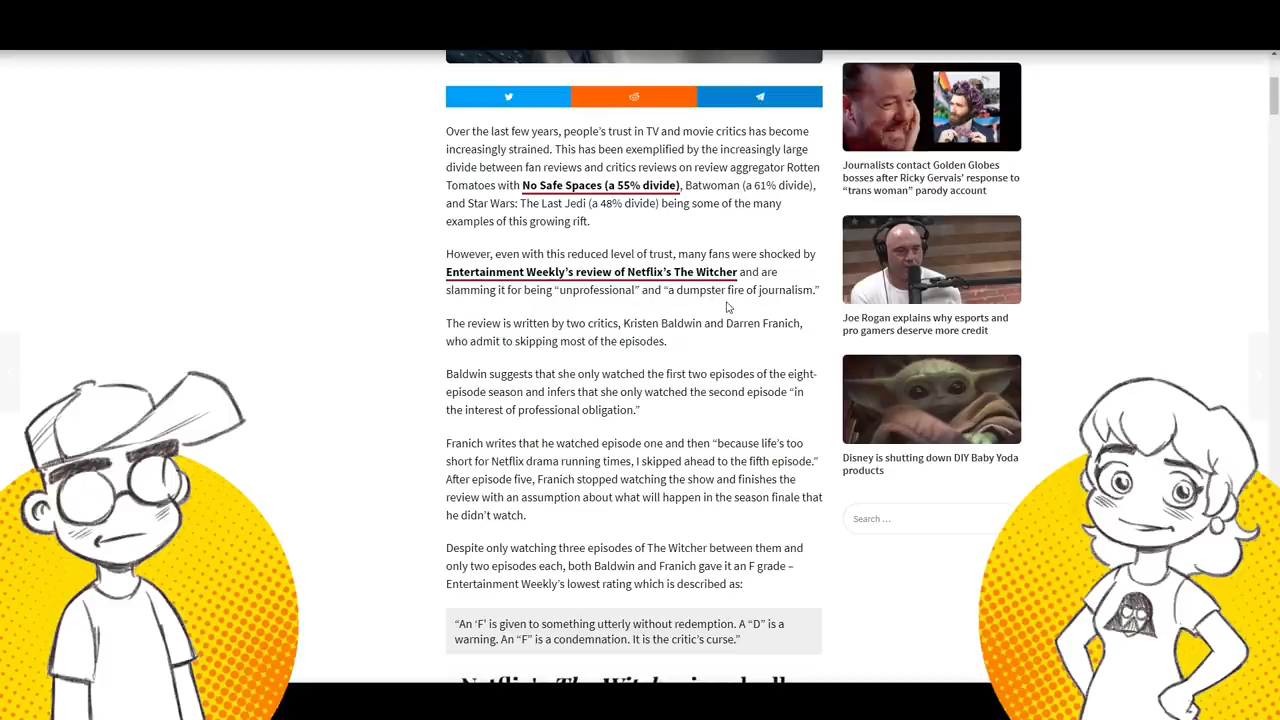 Over the last few years, people's trust in TV and movie critics has become
increasingly strained. This has been exemplified by the increasingly large
divide between fan reviews and critics reviews on review aggregator Rotten
Tomatoes with No Safe Spaces (a 55% divide), Batwoman (a 61% divide),
and Star Wars: The Last Jedi (a 48% divide) being some of the many
examples of this growing rift.
However, even with this reduced level of trust, many fans were shocked by
Entertainment Weekly's review of Netflix's The Witcher and are
slamming it for being “unprofessional” and “a dumpster fire of journalism.”
The review is written by two critics, Kristen Baldwin and Darren Franich,
who admit to skipping most of the episodes.
Baldwin suggests that she only watched the first two episodes of the eight-
episode season and infers that she only watched the second episode “in
the interest of professional obligation.”
Franich writes that he watched episode one and then “because life's too
short for Netflix drama running times, I skipped ahead to the fifth episode.”
After episode five, Franich stopped watching the show and finishes the
review with an assumption about what will happen in the season finale that
he didn't watch.
Despite only watching three episodes of The Witcher between them and
only two episodes each, both Baldwin and Franich gave it an F grade –
Entertainment Weekly's lowest rating which is described as:
“An ‘F’ is given to something utterly without redemption. A “D” is a
warning. An “F” is a condemnation. It is the critic's curse.”
Journalists contact Golden Globes
bosses after Ricky Gervais' response to
“trans woman” parody account
Joe Rogan explains why esports and
pro gamers deserve more credit
Disney is shutting down DIY Baby Yoda
products
Search …